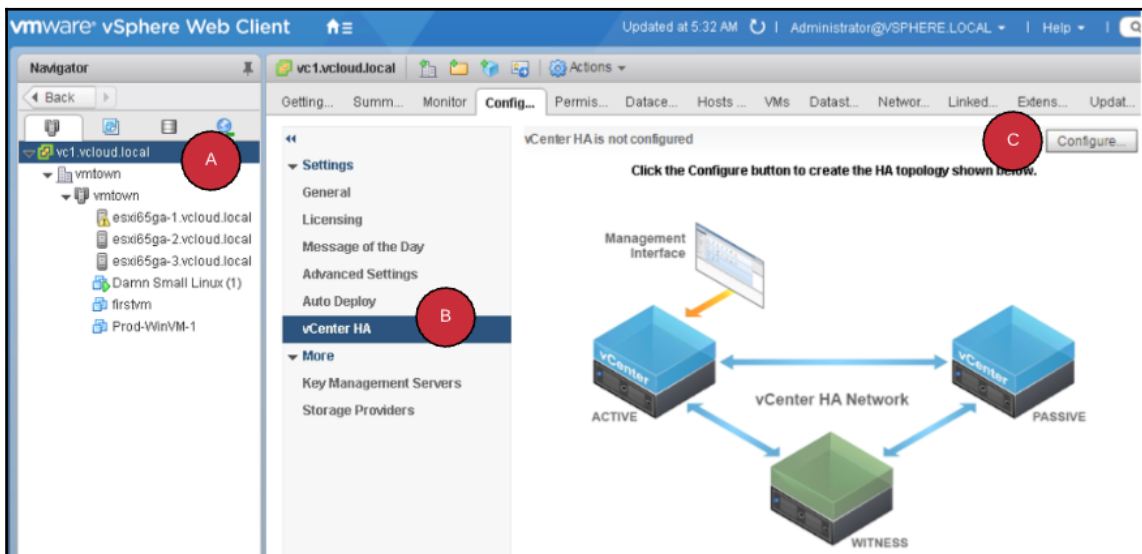 vmware® vSphere Web Client
Updated at 5:32 AM | Administrator@VSPHERE.LOCAL | Help |
Navigator
vc1.vcloud.local
Actions
Back
Getting... Summ... Monitor Config... Permis... Datace... Hosts ... VMs Datast... Networ... Linked... Extens... Updat...
vc1.vcloud.local
A
vmtown
vmtown
esxi65ga-1.vcloud.local
esxi65ga-2.vcloud.local
esxi65ga-3.vcloud.local
Damn Small Linux (1)
firstvm
Prod-WinVM-1
Settings
General
Licensing
Message of the Day
Advanced Settings
Auto Deploy
vCenter HA
B
More
Key Management Servers
Storage Providers
vCenter HA is not configured
C
Configure...
Click the Configure button to create the HA topology shown below.
Management
Interface
vCenter
vCenter
vCenter HA Network
ACTIVE
PASSIVE
WITNESS